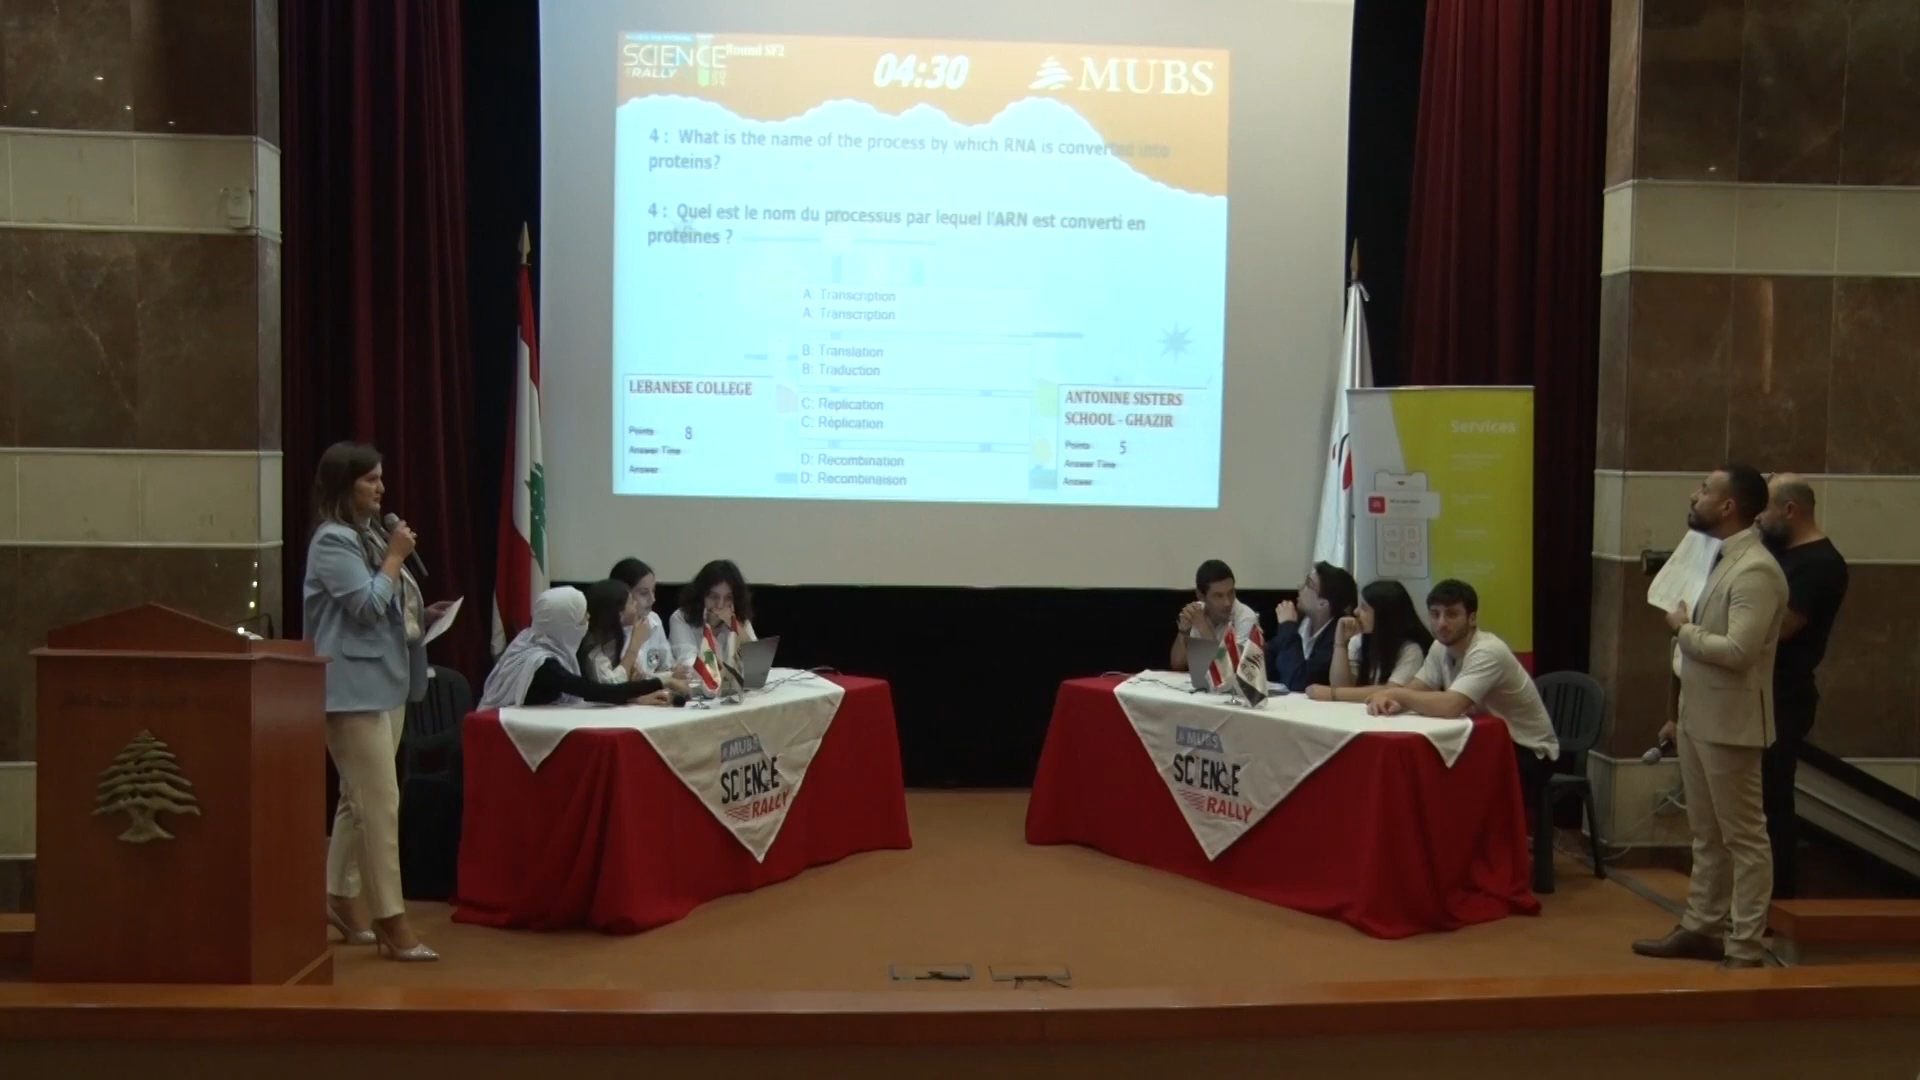 SCIENCE
RALLY
Round SF2
04:30
MUBS
4 : What is the name of the process by which RNA is converted into
proteins?
4 : Quel est le nom du processus par lequel l'ARN est converti en
protéines ?
A: Transcription
A: Transcription
B: Translation
B: Traduction
C: Replication
C: Réplication
D: Recombination
D: Recombinaison
LEBANESE COLLEGE
Points 8
Answer Time
Answer
ANTONINE SISTERS
SCHOOL - GHAZIR
Points 5
Answer Time
Answer
Services
MUBS
SCIENCE
RALLY
MUBS
SCIENCE
RALLY